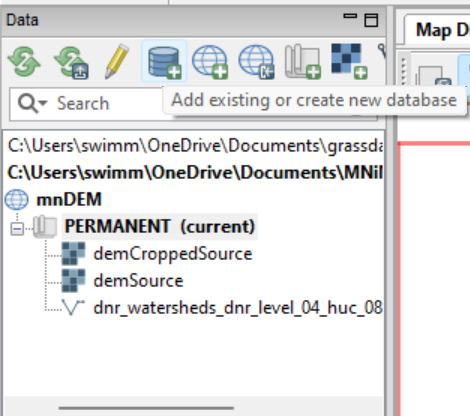 Data
Map D
Search
Add existing or create new database
C:\Users\swimm\OneDrive\Documents\grassda
C:\Users\swimm\OneDrive\Documents\MNi
mnDEM
PERMANENT (current)
demCroppedSource
demSource
dnr_watersheds_dnr_level_04_huc_08